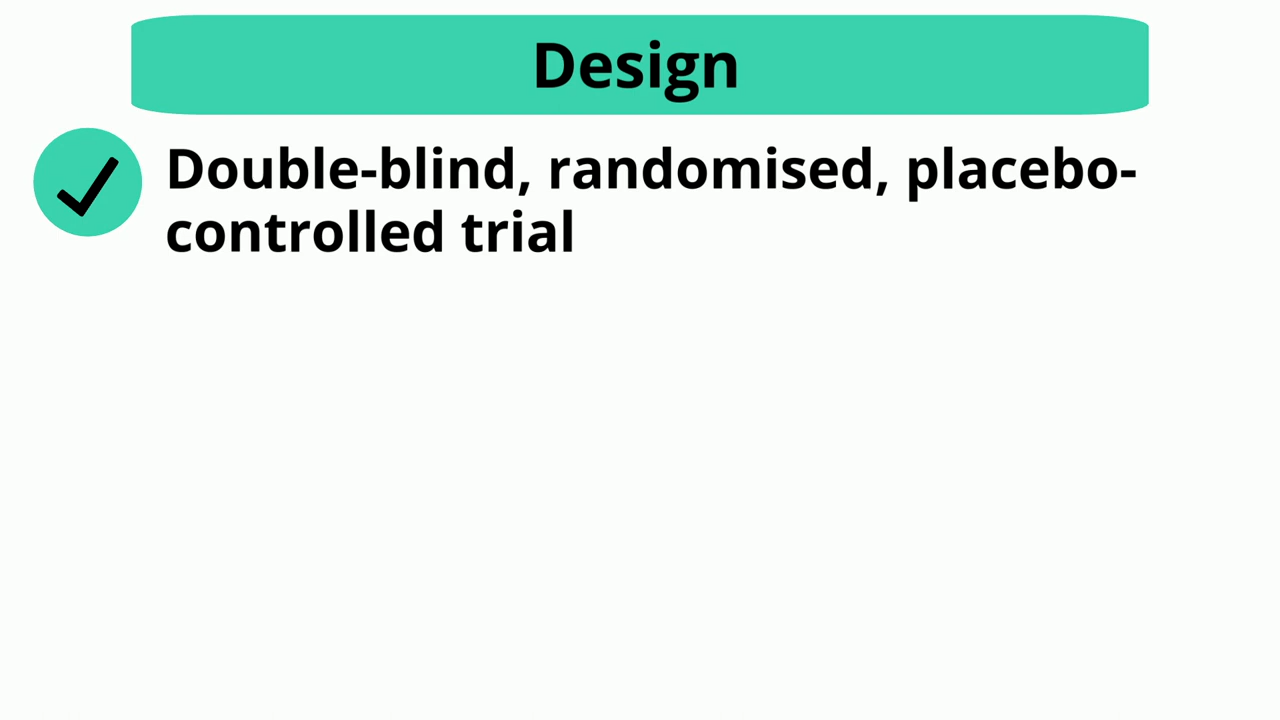 Design
Double-blind, randomised, placebo-
controlled trial